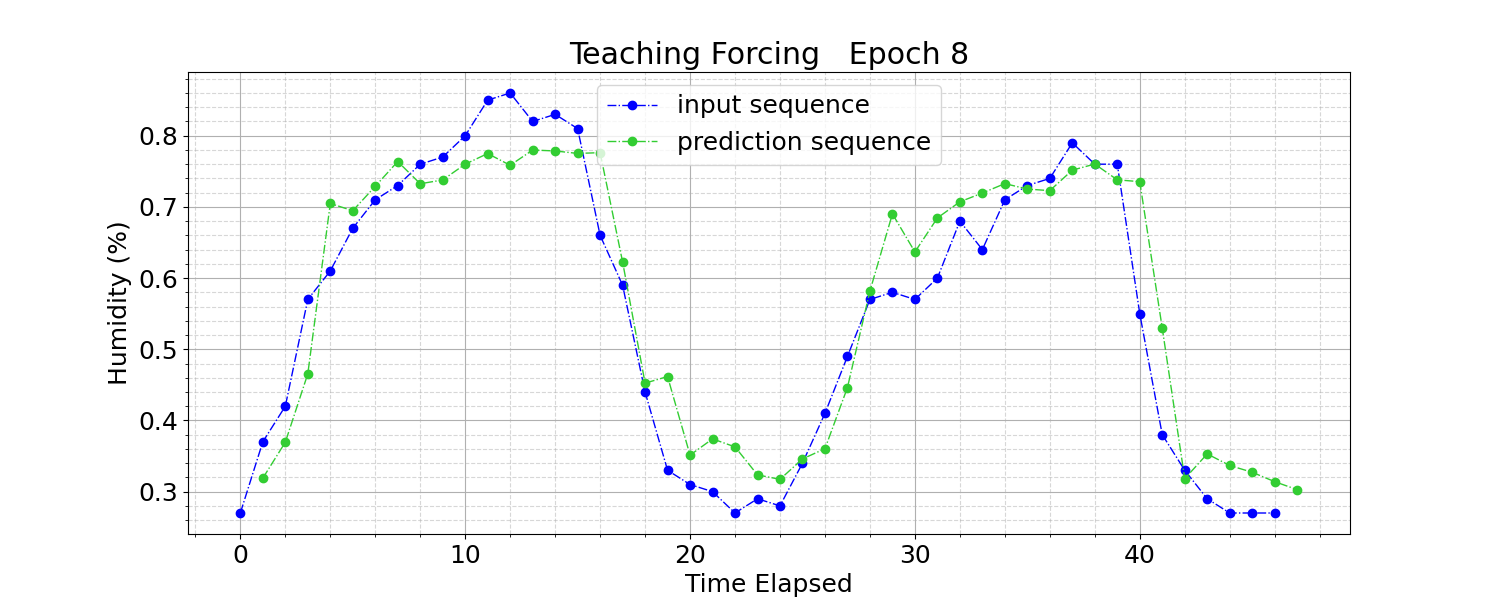 Teaching Forcing   Epoch 8
input sequence
prediction sequence
Humidity (%)
0.8
0.7
0.6
0.5
0.4
0.3
0 10 20 30 40
Time Elapsed